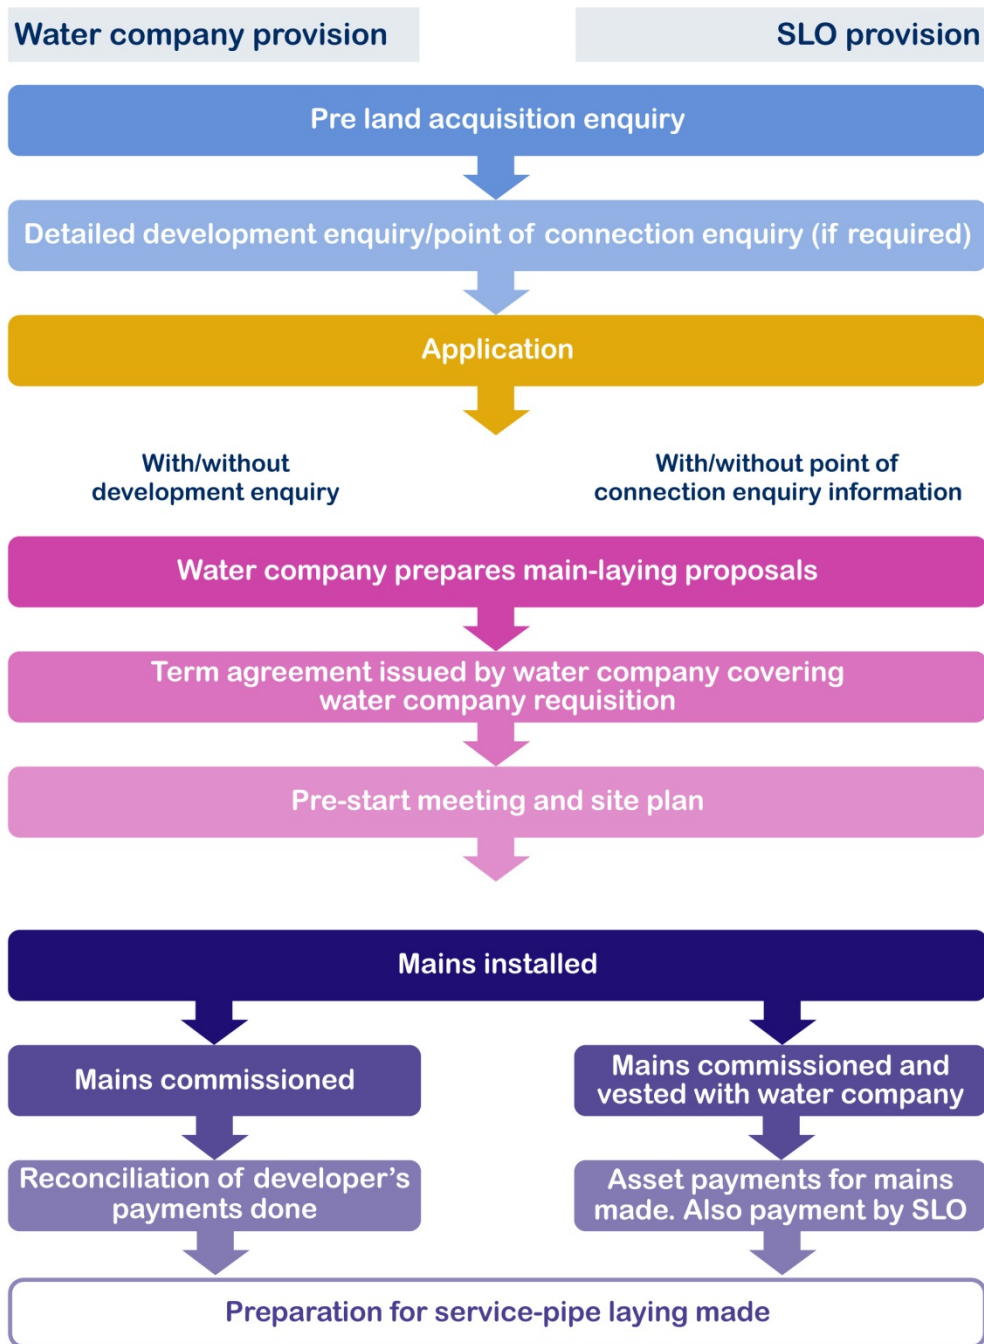 Water company provision
SLO provision
Pre land acquisition enquiry
Detailed development enquiry/point of connection enquiry (if required)
Application
With/without
development enquiry
With/without point of
connection enquiry information
Water company prepares main-laying proposals
Term agreement issued by water company covering
water company requisition
Pre-start meeting and site plan
Mains installed
Mains commissioned
Mains commissioned and
vested with water company
Reconciliation of developer’s
payments done
Asset payments for mains
made. Also payment by SLO
Preparation for service-pipe laying made